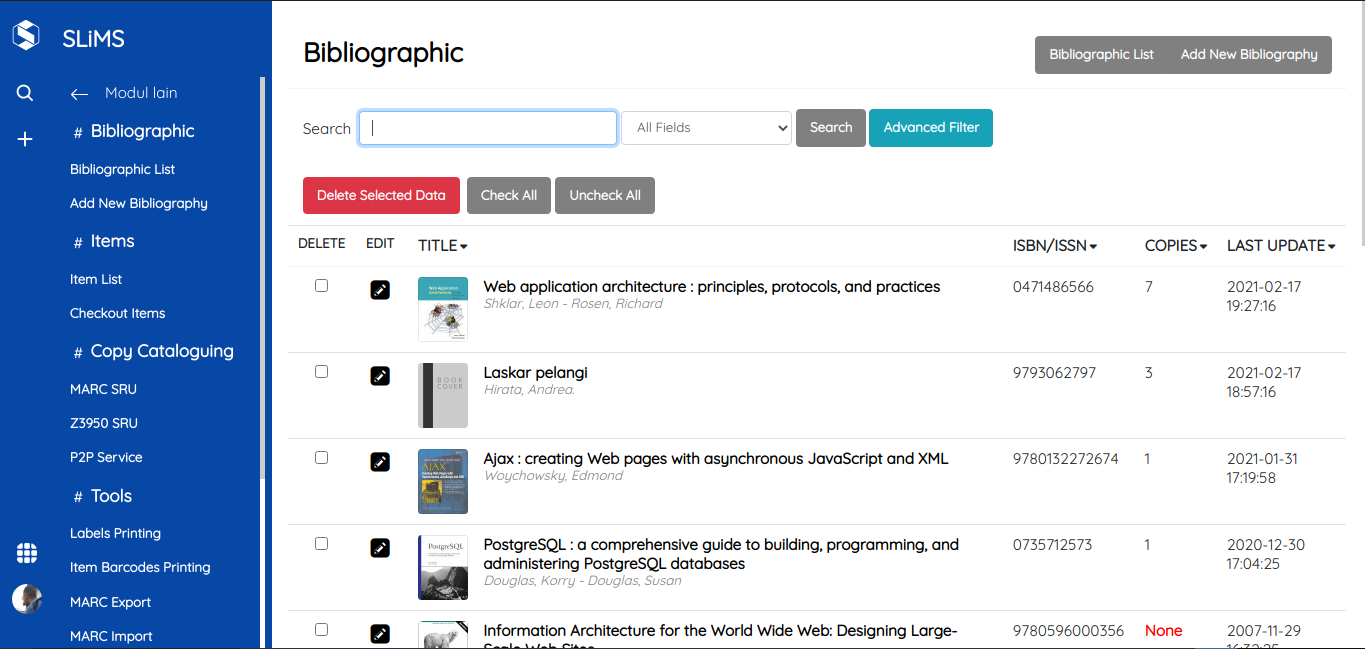 SLiMS
Modul lain
# Bibliographic
Bibliographic List
Add New Bibliography
# Items
Item List
Checkout Items
# Copy Cataloguing
MARC SRU
Z3950 SRU
P2P Service
# Tools
Labels Printing
Item Barcodes Printing
MARC Export
MARC Import
Bibliographic
Bibliographic List Add New Bibliography
Search All Fields Search Advanced Filter
Delete Selected Data Check All Uncheck All
DELETE EDIT TITLE ISBN/ISSN COPIES LAST UPDATE
Web Application
Architecture
Web application architecture : principles, protocols, and practices 0471486566 7 2021-02-17
Shklar, Leon - Rosen, Richard 19:27:16
BOOK
COVER
Laskar pelangi 9793062797 3 2021-02-17
Hirata, Andrea. 18:57:16
AJAX
Ajax : creating Web pages with asynchronous JavaScript and XML 9780132272674 1 2021-01-31
Woychowsky, Edmond 17:19:58
PostgreSQL
PostgreSQL : a comprehensive guide to building, programming, and 0735712573 1 2020-12-30
administering PostgreSQL databases 17:04:25
Douglas, Korry - Douglas, Susan
Information Architecture for the World Wide Web: Designing Large- 9780596000356 None 2007-11-29
Scale Web Sites 16:32:25